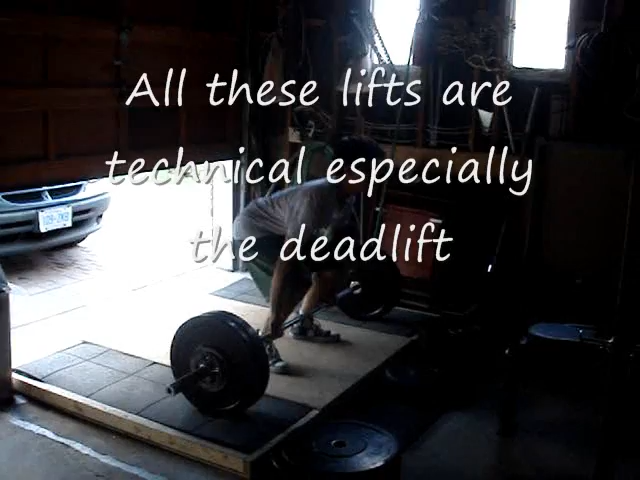 All these lifts are
technical especially
the deadlift